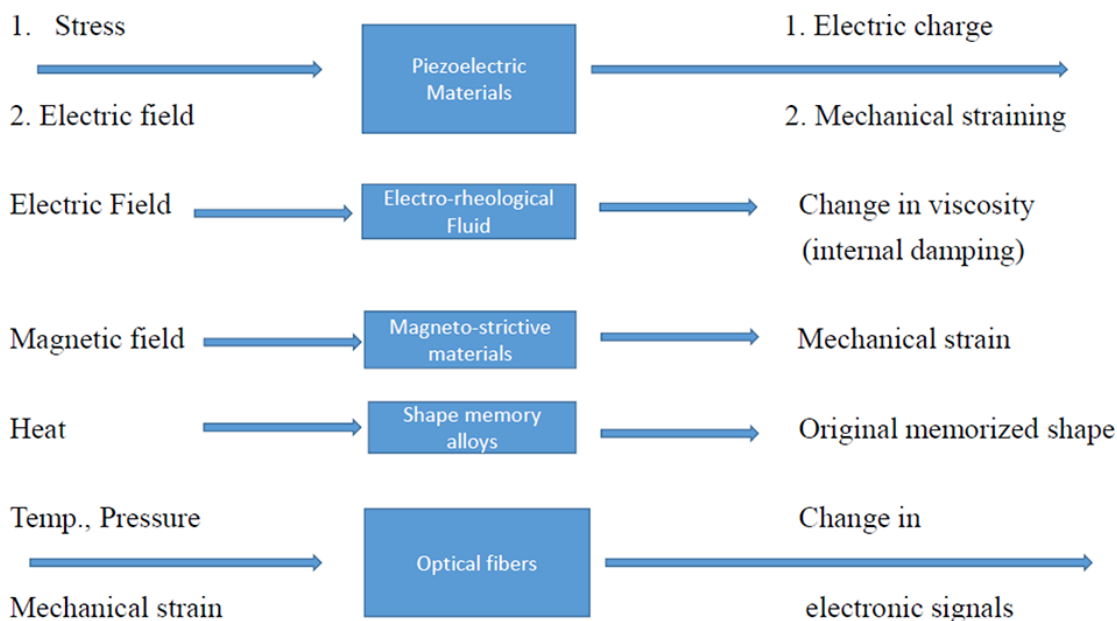 1. Stress
Piezoelectric
Materials
1. Electric charge
2. Electric field
2. Mechanical straining
Electric Field
Electro-rheological
Fluid
Change in viscosity
(internal damping)
Magnetic field
Magneto-strictive
materials
Mechanical strain
Heat
Shape memory
alloys
Original memorized shape
Temp., Pressure
Mechanical strain
Optical fibers
Change in
electronic signals